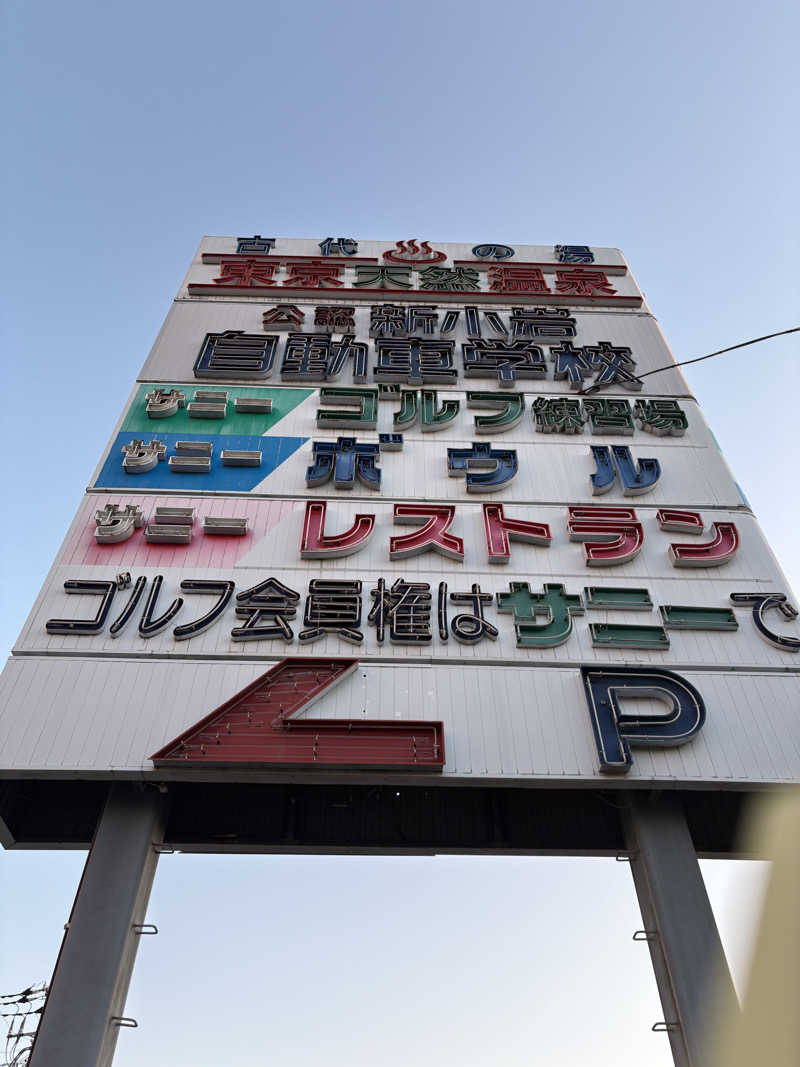 古代♨の湯
東京天然温泉
公認 新小岩
自動車学校
サニー ゴルフ練習場
サニー ボウル
サニー レストラン
ゴルフ会員権はサニーで
P